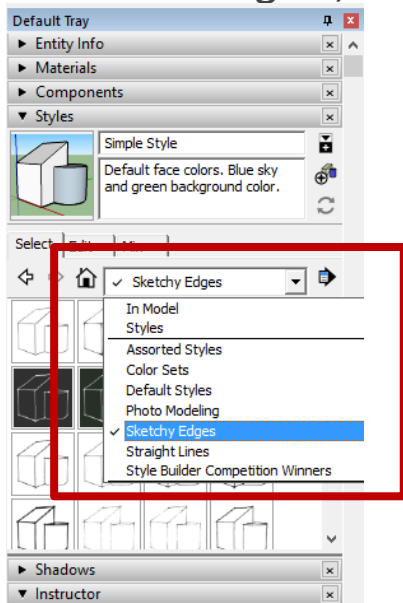 Default Tray
Entity Info
Materials
Components
Styles
Simple Style
Default face colors. Blue sky
and green background color.
Select
Sketchy Edges
In Model
Styles
Assorted Styles
Color Sets
Default Styles
Photo Modeling
Sketchy Edges
Straight Lines
Style Builder Competition Winners
Shadows
Instructor